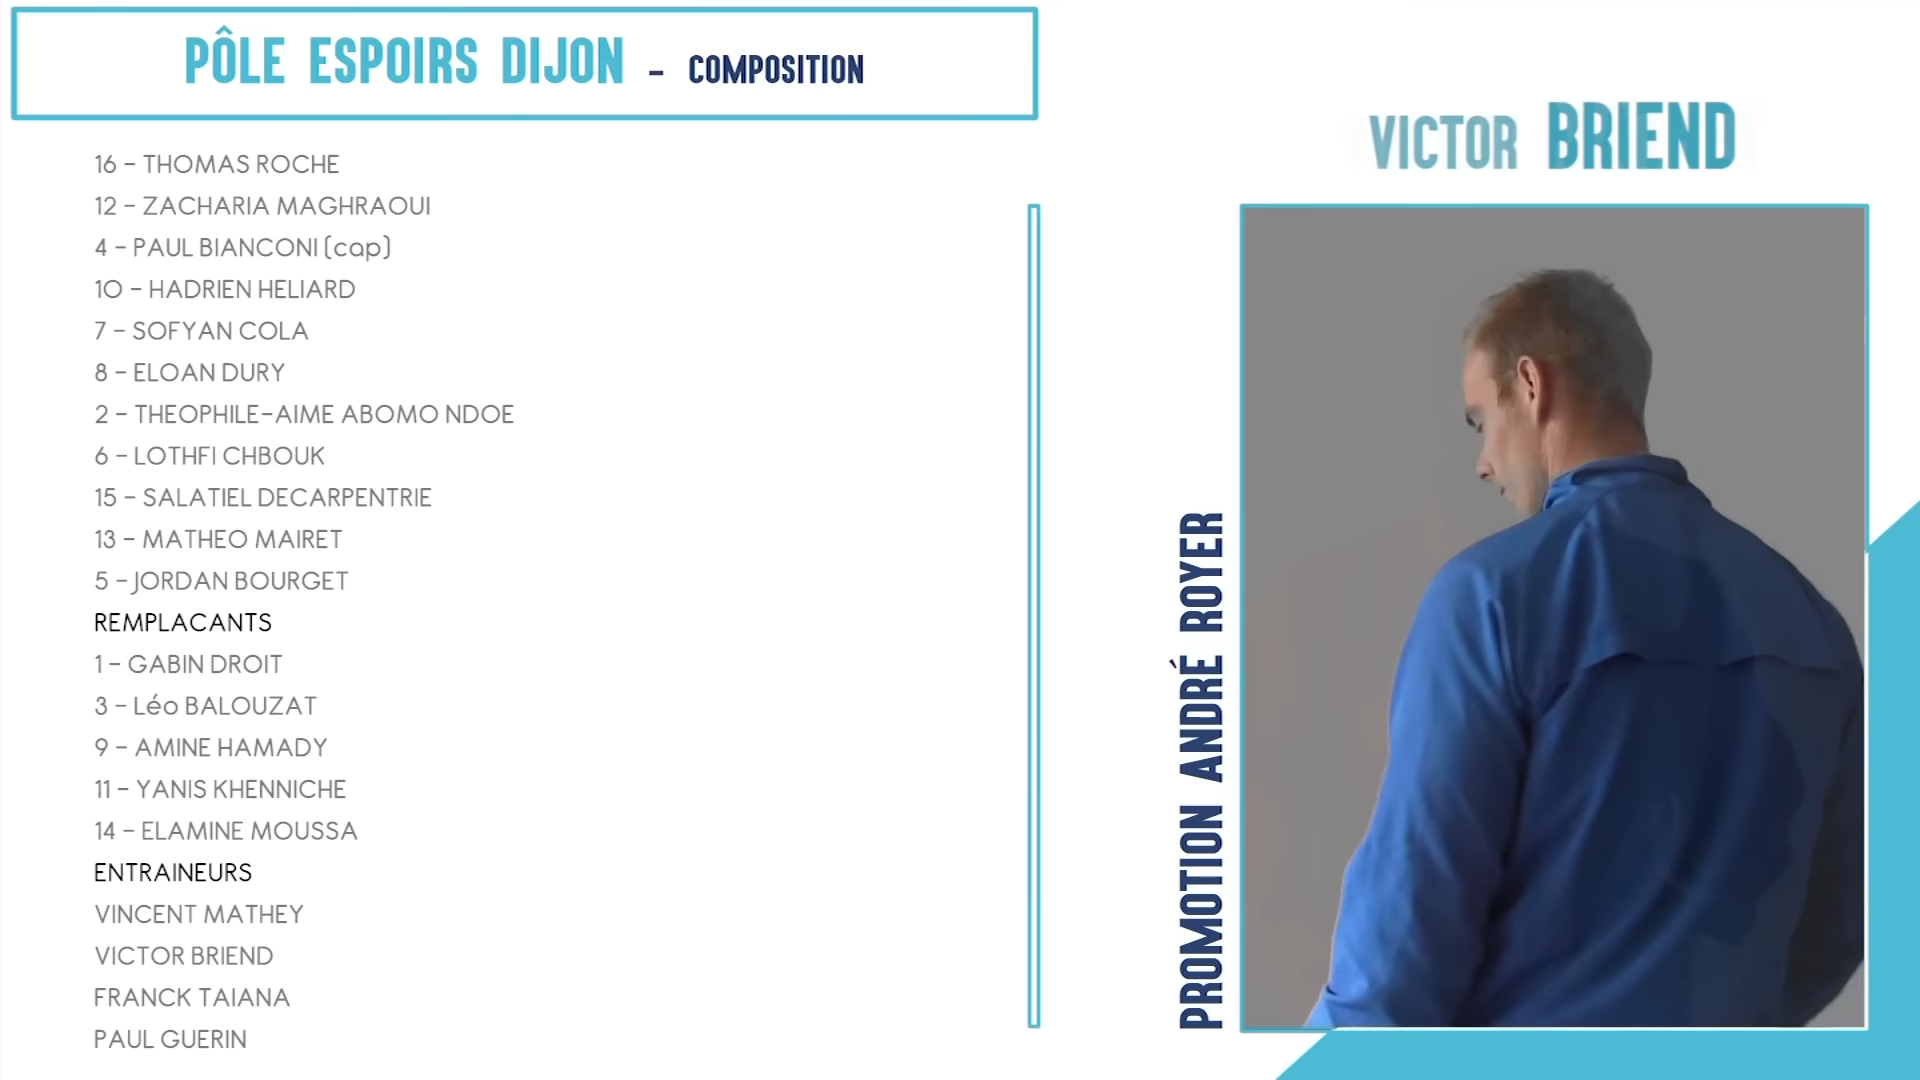 PÔLE ESPOIRS DIJON - COMPOSITION
16 - THOMAS ROCHE
12 - ZACHARIA MAGHRAOUI
4 - PAUL BIANCONI (cap)
10 - HADRIEN HELIARD
7 - SOFYAN COLA
8 - ELOAN DURY
2 - THEOPHILE-AIME ABOMO NDOE
6 - LOTHFI CHBOUK
15 - SALATIEL DECARPENTRIE
13 - MATHEO MAIRET
5 - JORDAN BOURGET
REMPLACANTS
1 - GABIN DROIT
3 - Léo BALOUZAT
9 - AMINE HAMADY
11 - YANIS KHENNICHE
14 - ELAMINE MOUSSA
ENTRAINEURS
VINCENT MATHEY
VICTOR BRIEND
FRANCK TAIANA
PAUL GUERIN
VICTOR BRIEND
PROMOTION ANDRÉ ROYER